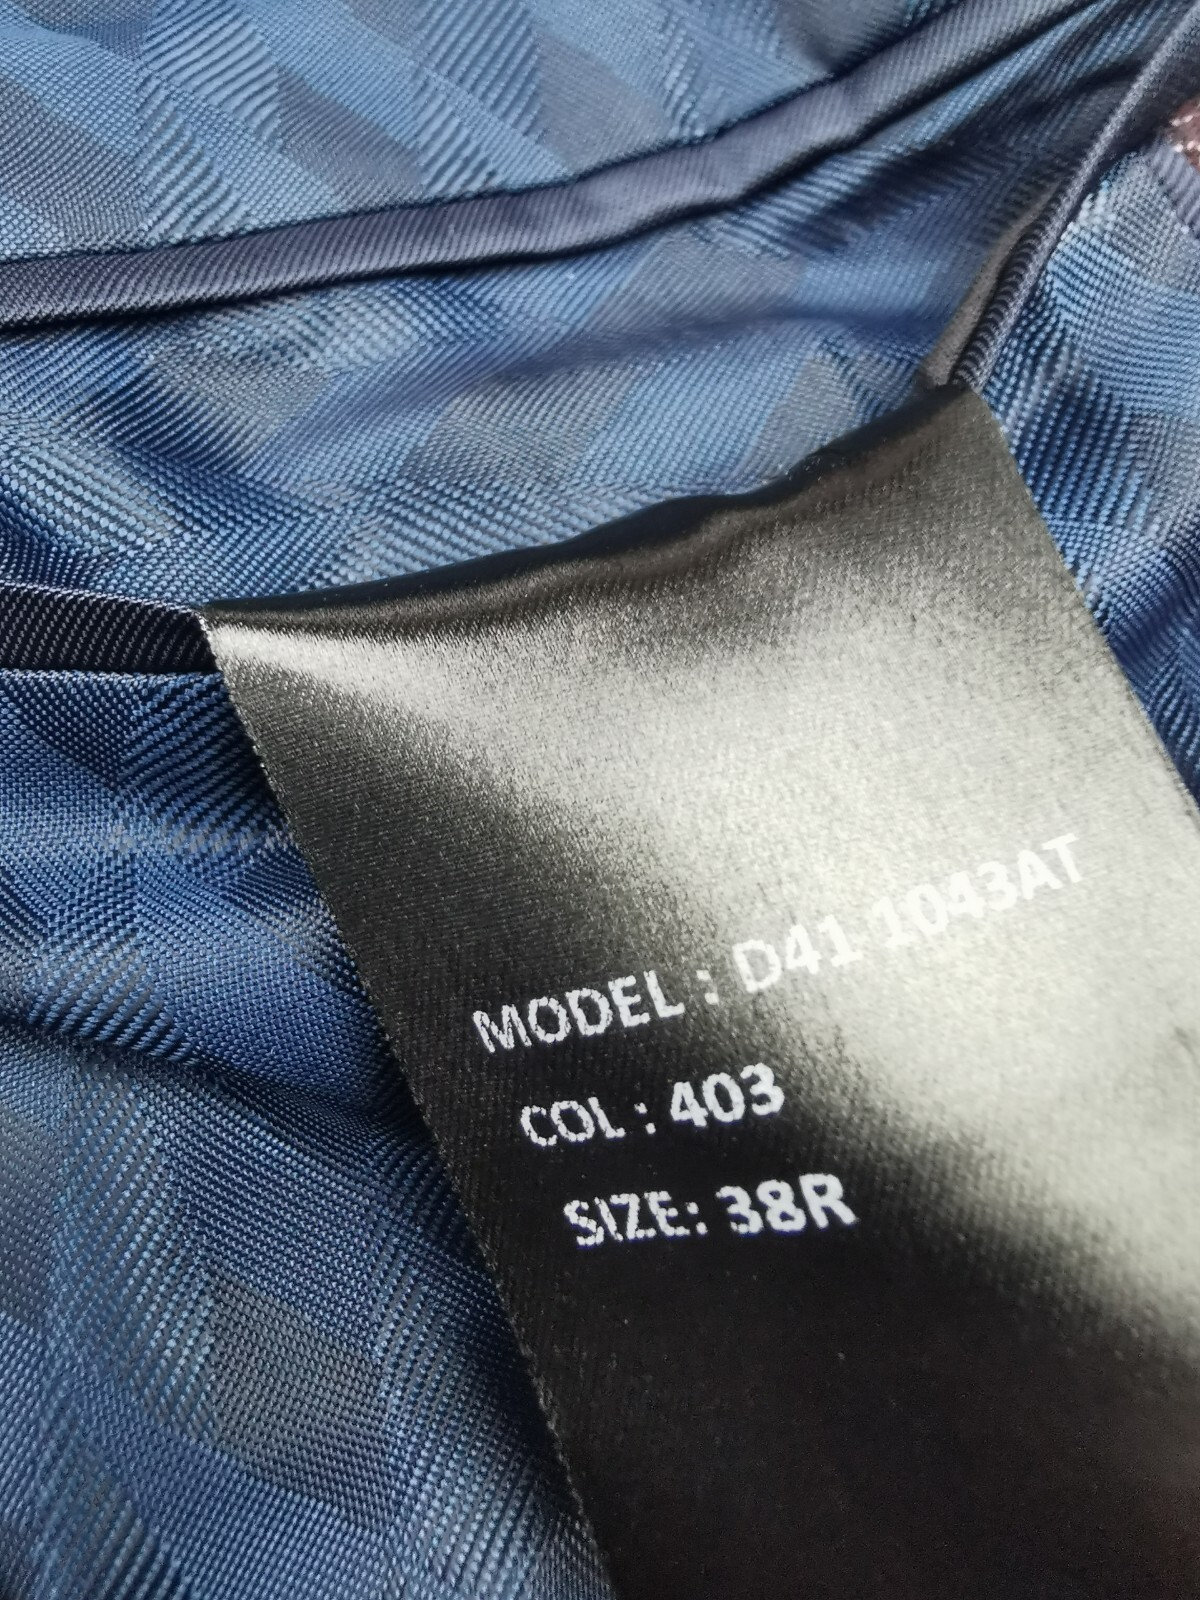 MODEL : D41 1043AT
COL : 403
SIZE: 38R